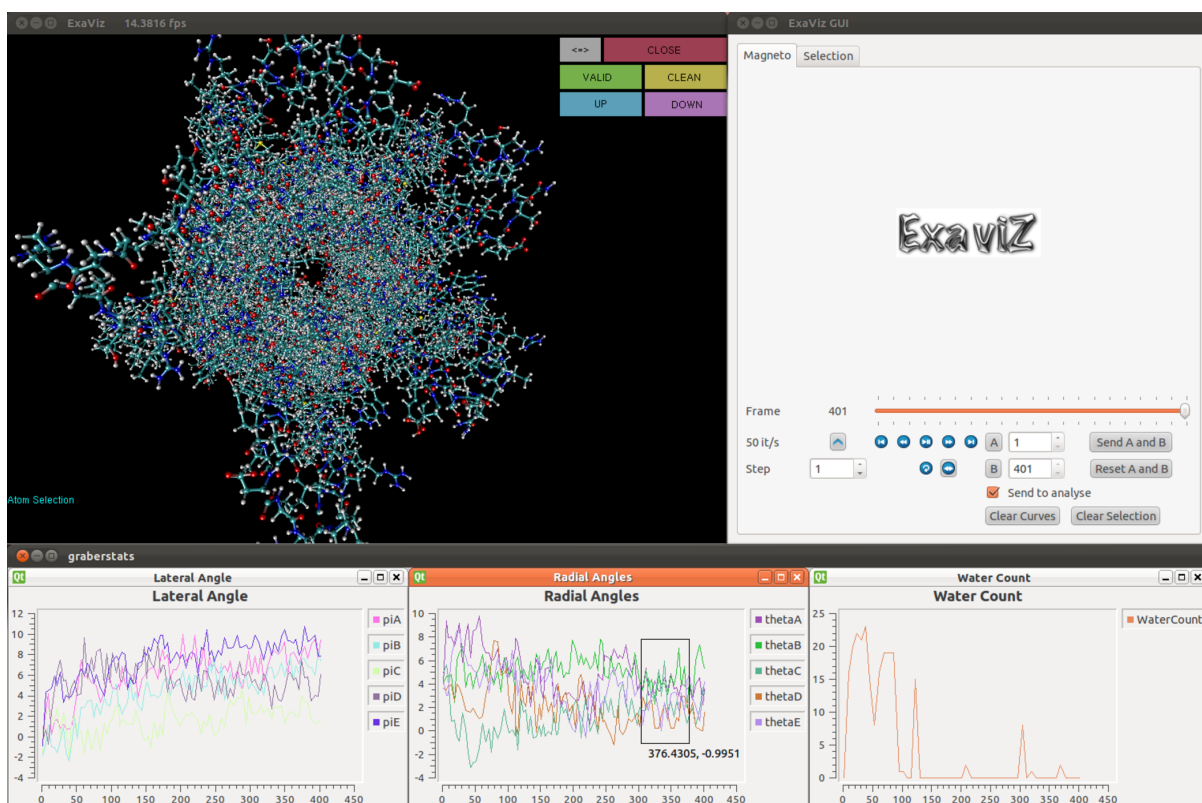 ExaViz 14.3816 fps
<=> CLOSE
VALID CLEAN
UP DOWN
Atom Selection
ExaViz GUI
Magneto Selection
ExaviZ
Frame 401
50 it/s A 1 Send A and B
Step 1 B 401 Reset A and B
Send to analyse
Clear Curves Clear Selection
graberstats
Qt Lateral Angle
Lateral Angle
12
10
8
6
4
2
0
-2
-4
0 50 100 150 200 250 300 350 400 450
piA
piB
piC
piD
piE
Qt Radial Angles
Radial Angles
10
8
6
4
2
0
-2
-4
0 50 100 150 200 250 300 350 400 450
376.4305, -0.9951
thetaA
thetaB
thetaC
thetaD
thetaE
Qt Water Count
Water Count
25
20
15
10
5
0
0 50 100 150 200 250 300 350 400 450
WaterCount